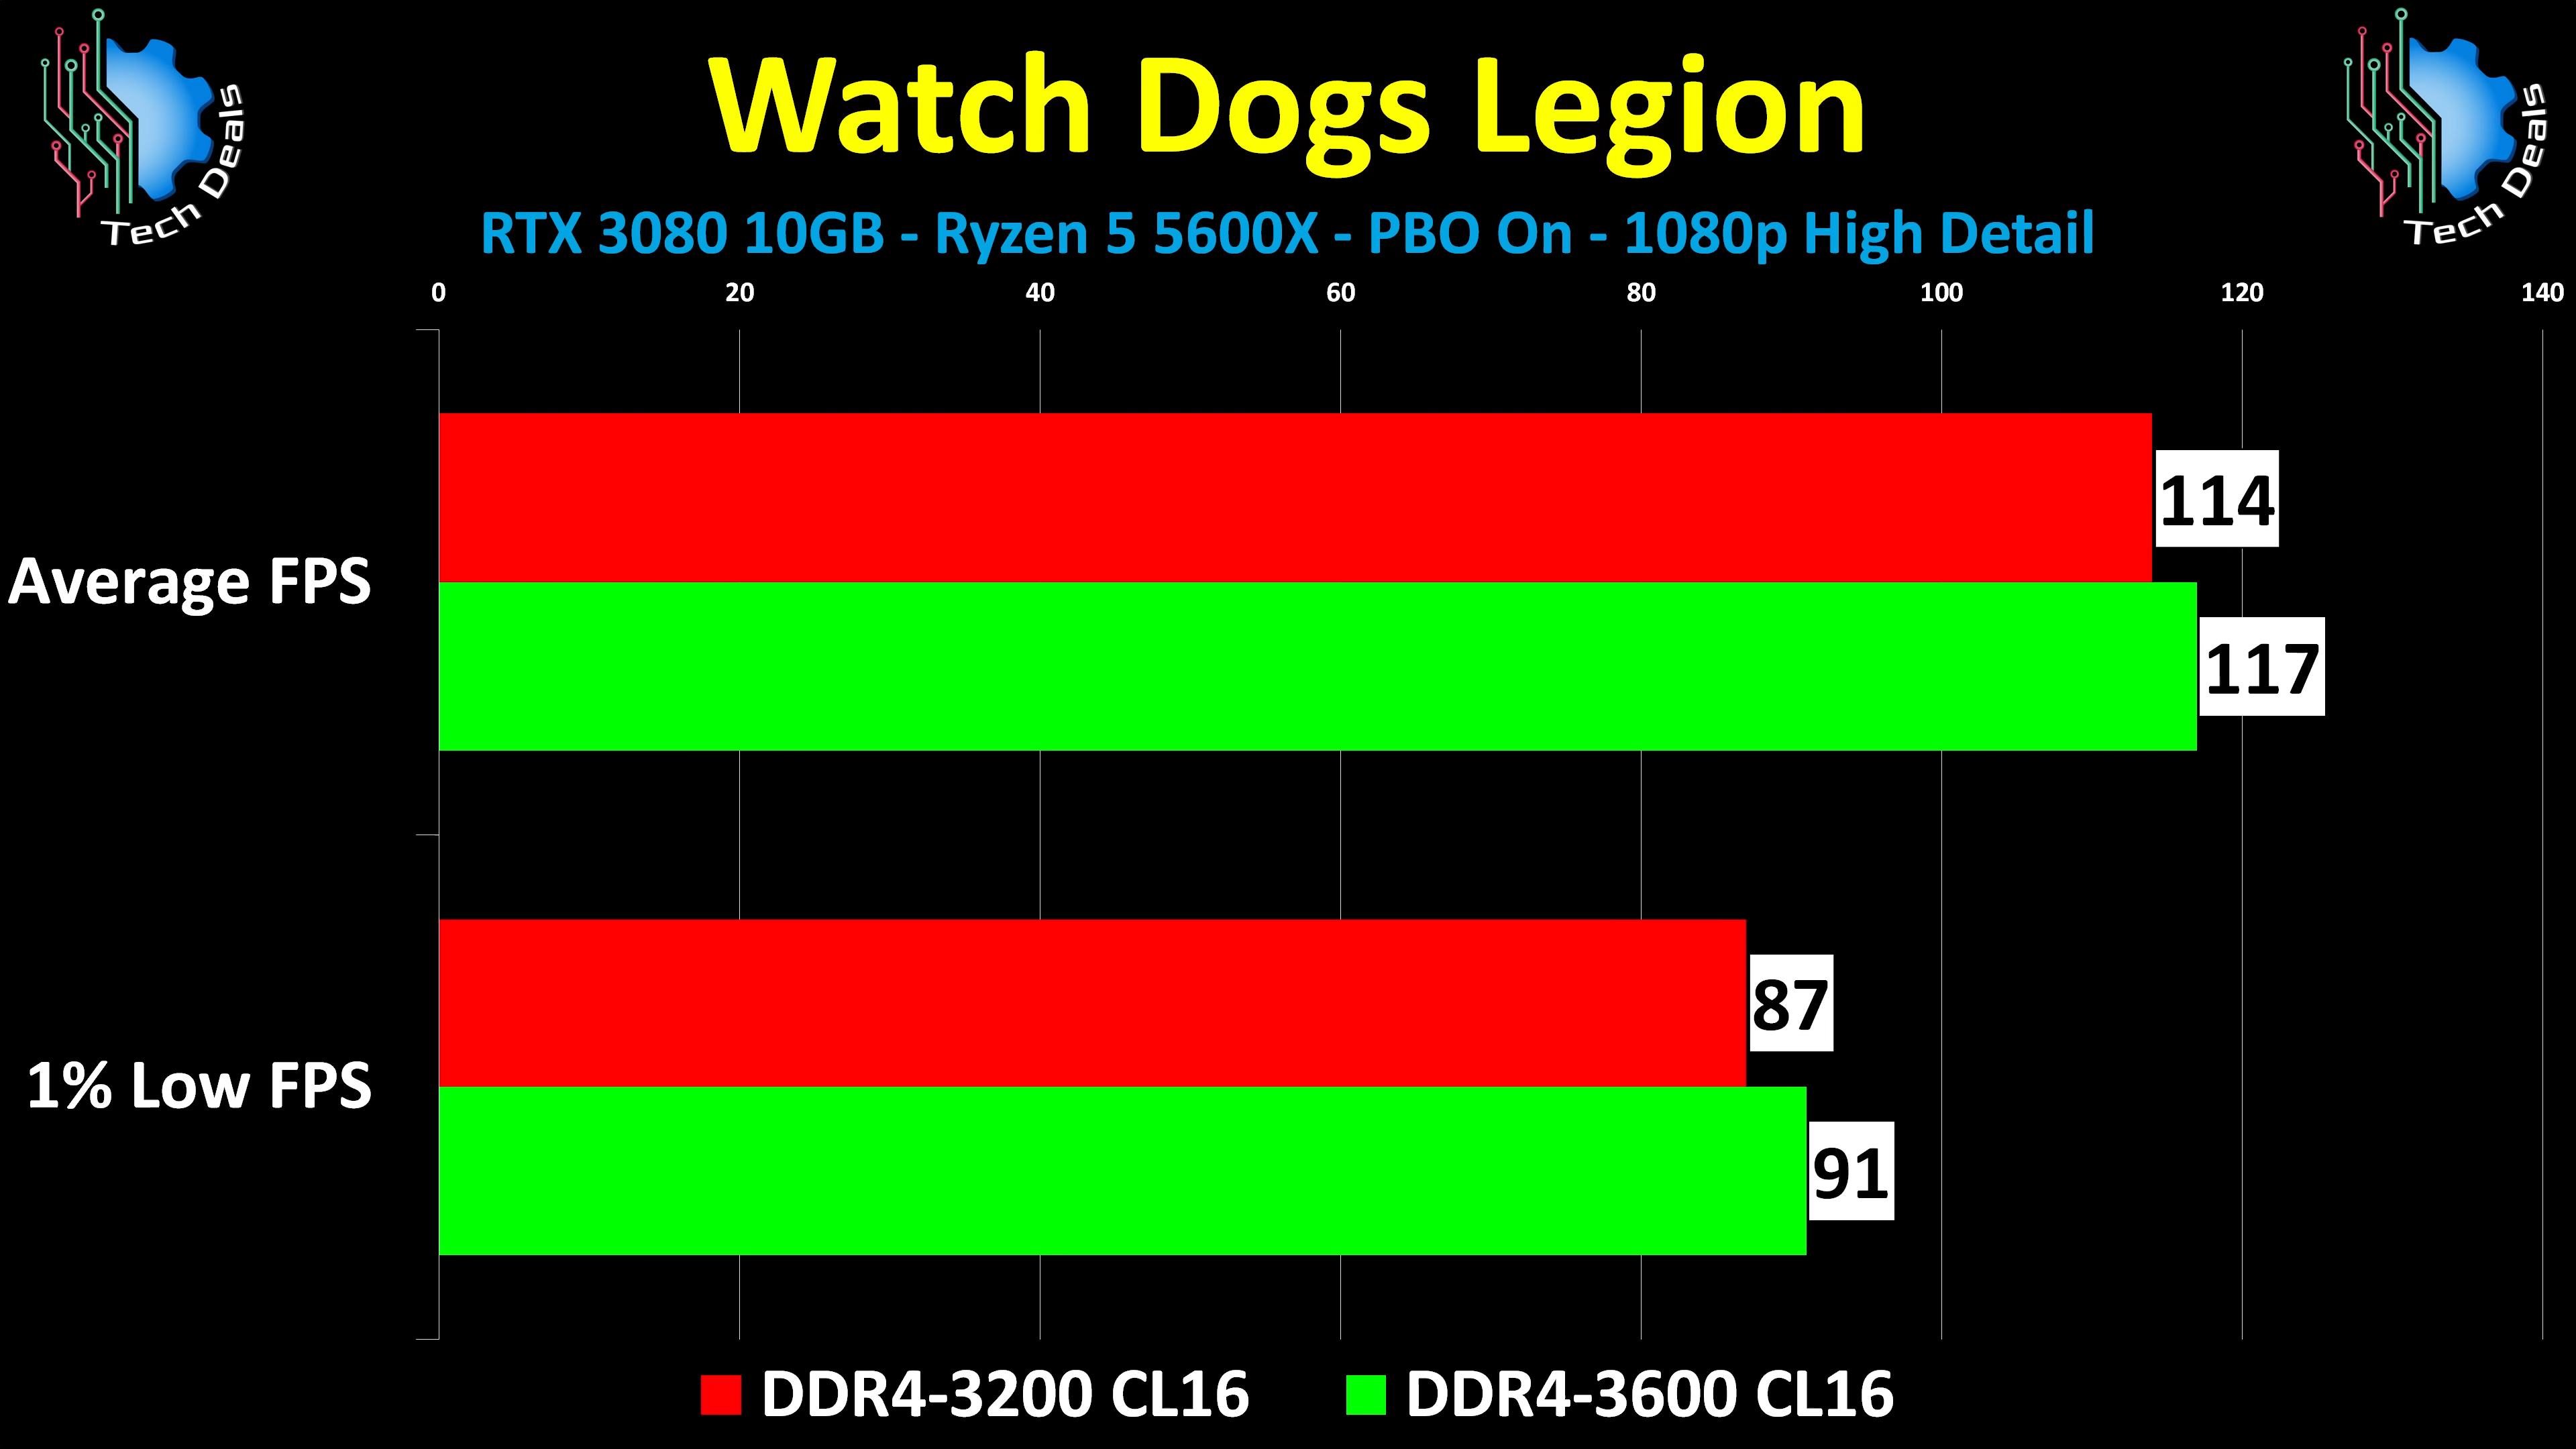 Tech Deals
Watch Dogs Legion
Tech Deals
RTX 3080 10GB - Ryzen 5 5600X - PBO On - 1080p High Detail
0 20 40 60 80 100 120 140
Average FPS
114
117
1% Low FPS
87
91
DDR4-3200 CL16 DDR4-3600 CL16